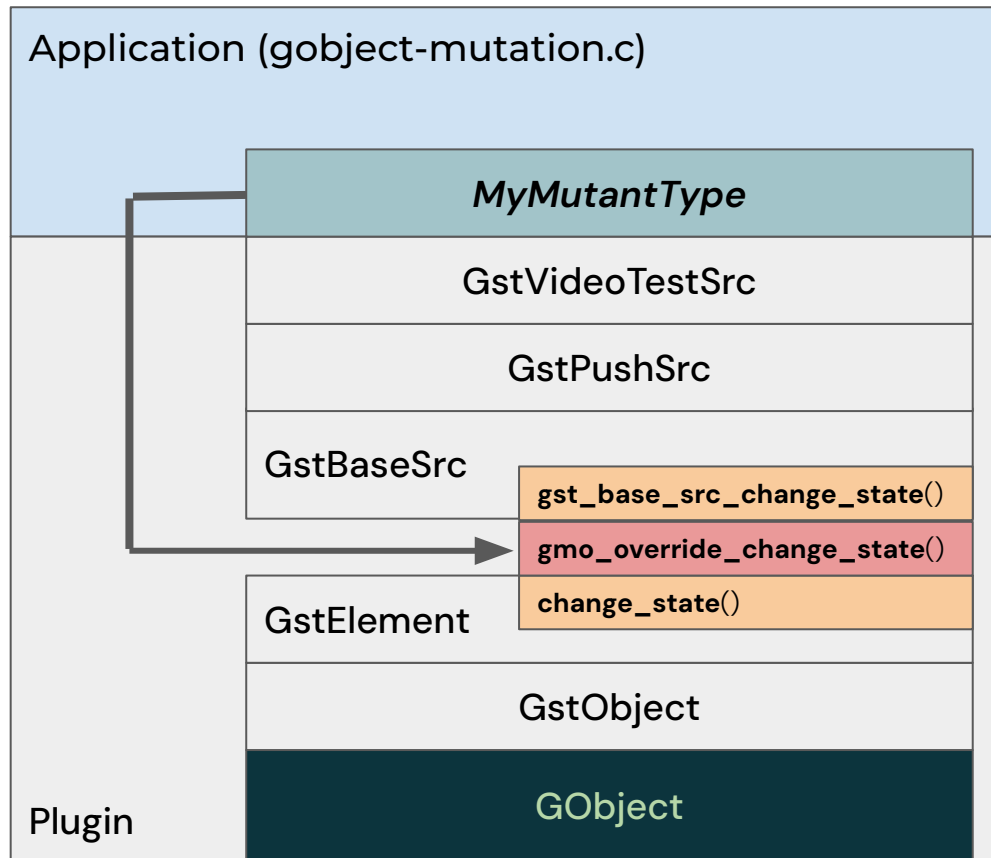 Application (gobject-mutation.c)
MyMutantType
GstVideoTestSrc
GstPushSrc
GstBaseSrc
gst_base_src_change_state()
gmo_override_change_state()
change_state()
GstElement
GstObject
GObject
Plugin